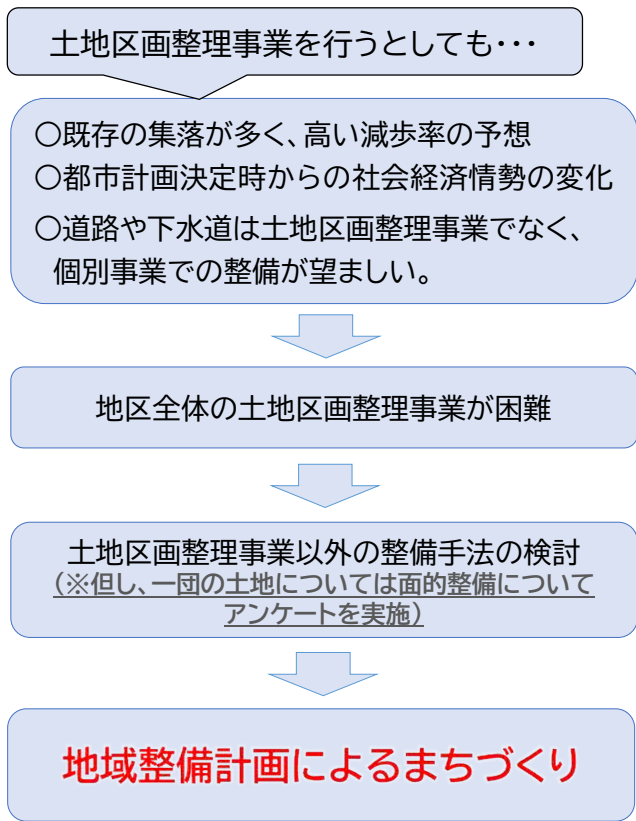 土地区画整理事業を行うとしても・・・
○既存の集落が多く、高い減歩率の予想
○都市計画決定時からの社会経済情勢の変化
○道路や下水道は土地区画整理事業でなく、
個別事業での整備が望ましい。
地区全体の土地区画整理事業が困難
土地区画整理事業以外の整備手法の検討
(※但し、一団の土地については面的整備について
アンケートを実施)
地域整備計画によるまちづくり